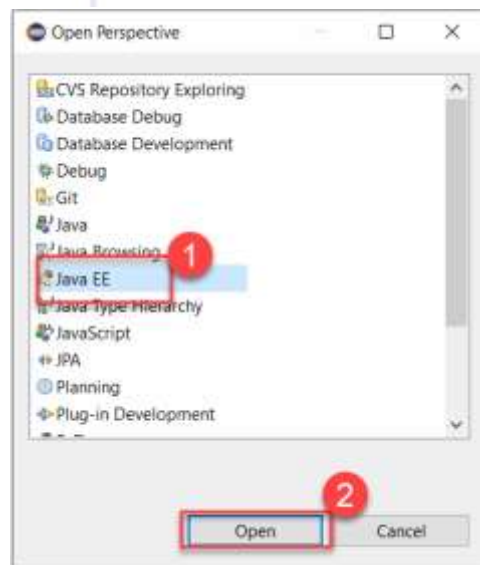 Open Perspective
CVS Repository Exploring
Database Debug
Database Development
Debug
Git
Java
Java Browsing
1
Java EE
Java Type Hierarchy
JavaScript
JPA
Planning
Plug-in Development
2
Open
Cancel